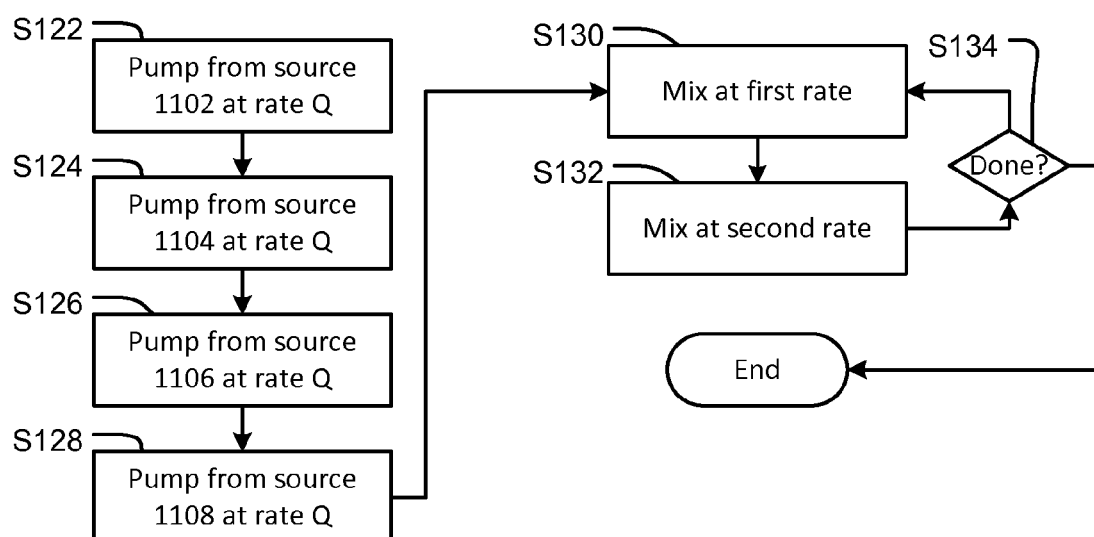 S122
Pump from source
1102 at rate Q
S124
Pump from source
1104 at rate Q
S126
Pump from source
1106 at rate Q
S128
Pump from source
1108 at rate Q
S130
Mix at first rate
S132
Mix at second rate
S134
Done?
End